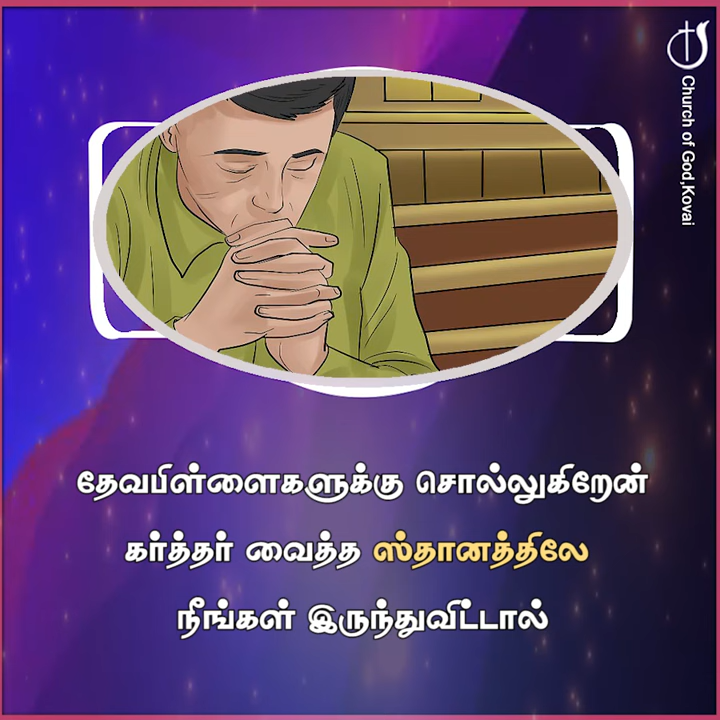 Church of God,Kovai
தேவபிள்ளைகளுக்கு சொல்லுகிறேன்
கர்த்தர் வைத்த ஸ்தானத்திலே
நீங்கள் இருந்துவிட்டால்